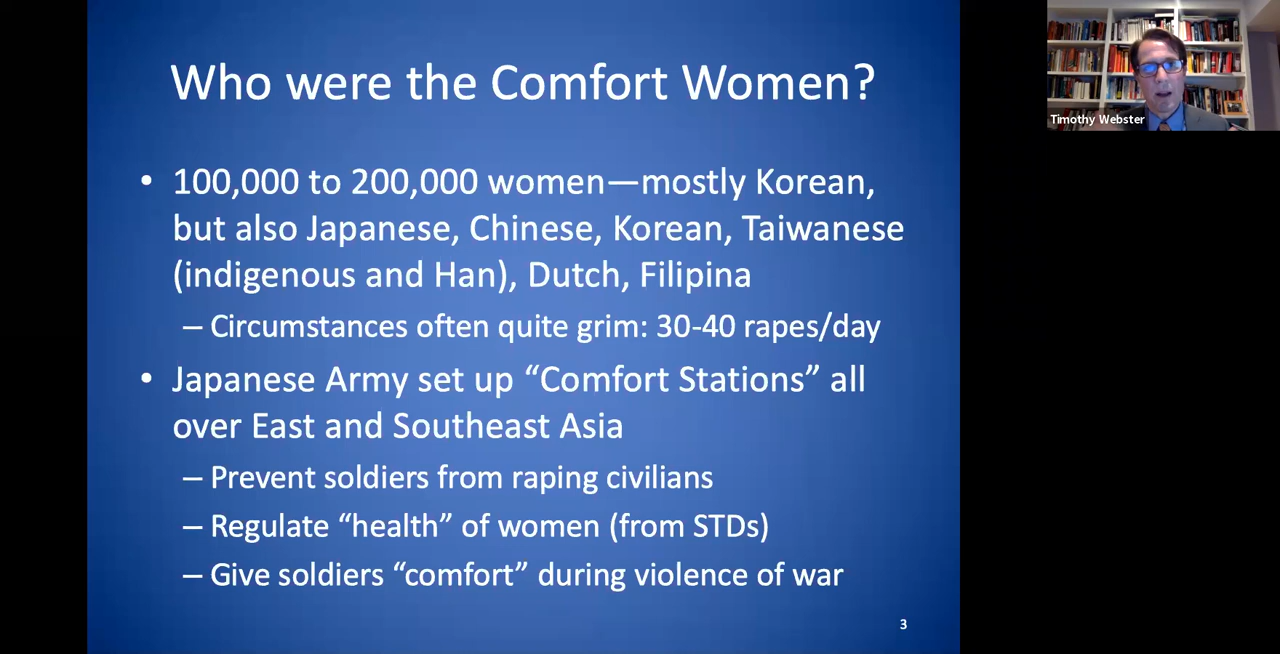 Who were the Comfort Women?
• 100,000 to 200,000 women—mostly Korean,
but also Japanese, Chinese, Korean, Taiwanese
(indigenous and Han), Dutch, Filipina
– Circumstances often quite grim: 30-40 rapes/day
• Japanese Army set up “Comfort Stations” all
over East and Southeast Asia
– Prevent soldiers from raping civilians
– Regulate “health” of women (from STDs)
– Give soldiers “comfort” during violence of war
3
Timothy Webster